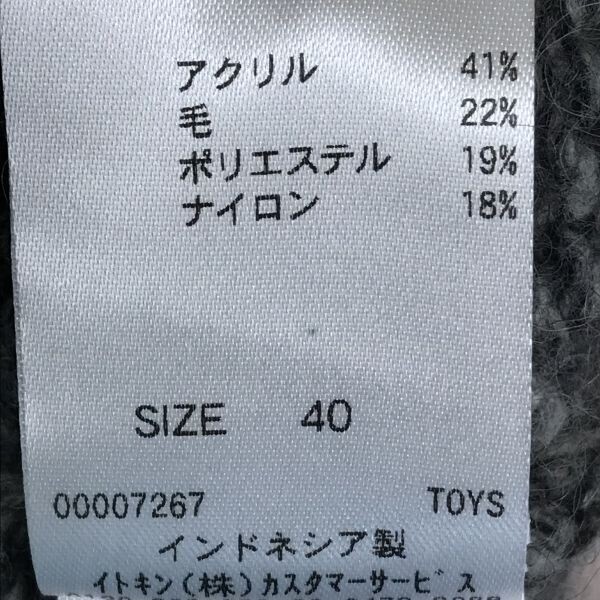 アクリル 41%
毛 22%
ポリエステル 19%
ナイロン 18%
SIZE 40
00007267 TOYS
インドネシア製
イトキン(株)カスタマーサービス